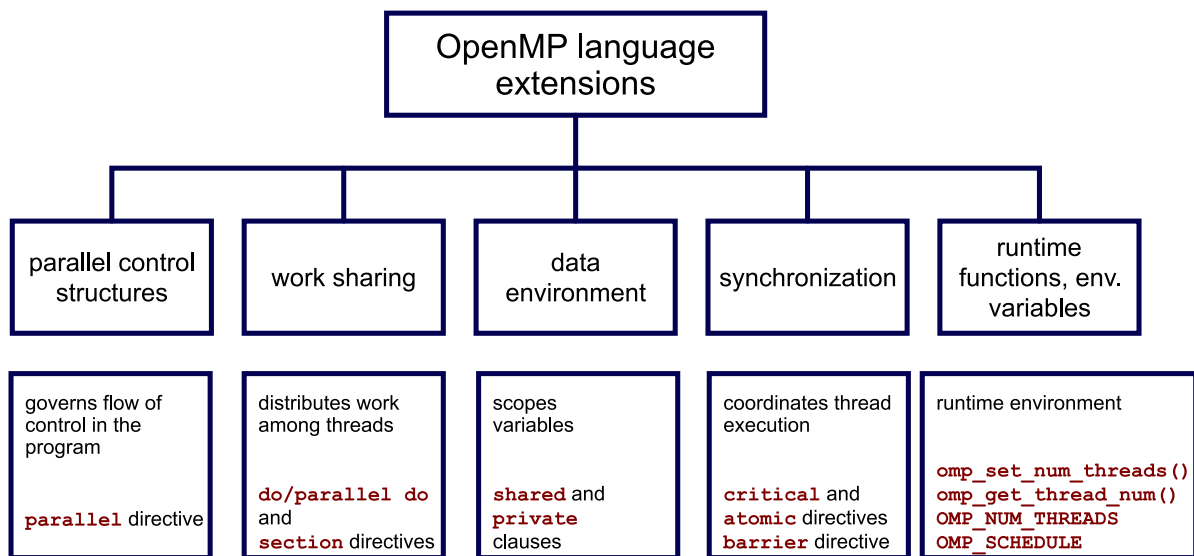 OpenMP language
extensions
parallel control
structures
work sharing
data
environment
synchronization
runtime
functions, env.
variables
governs flow of
control in the
program
parallel directive
distributes work
among threads
do/parallel do
and
section directives
scopes
variables
shared and
private
clauses
coordinates thread
execution
critical and
atomic directives
barrier directive
runtime environment
omp_set_num_threads()
omp_get_thread_num()
OMP_NUM_THREADS
OMP_SCHEDULE